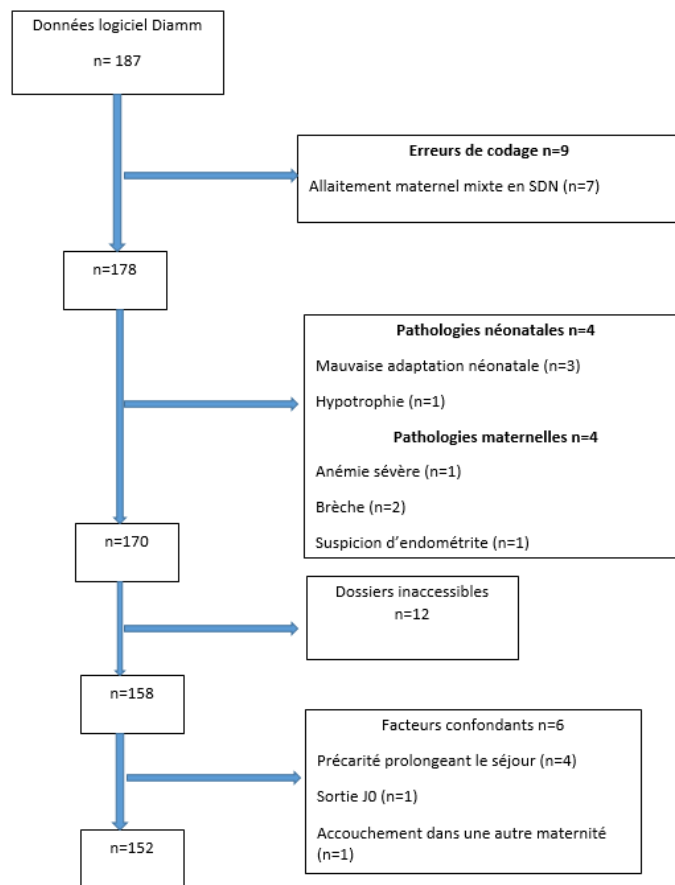 Données logiciel Diamm
n= 187
Erreurs de codage n=9
Allaitement maternel mixte en SDN (n=7)
n=178
Pathologies néonatales n=4
Mauvaise adaptation néonatale (n=3)
Hypotrophie (n=1)
Pathologies maternelles n=4
Anémie sévère (n=1)
Brèche (n=2)
Suspicion d'endométrite (n=1)
n=170
Dossiers inaccessibles
n=12
n=158
Facteurs confondants n=6
Précarité prolongeant le séjour (n=4)
Sortie J0 (n=1)
Accouchement dans une autre maternité
(n=1)
n=152